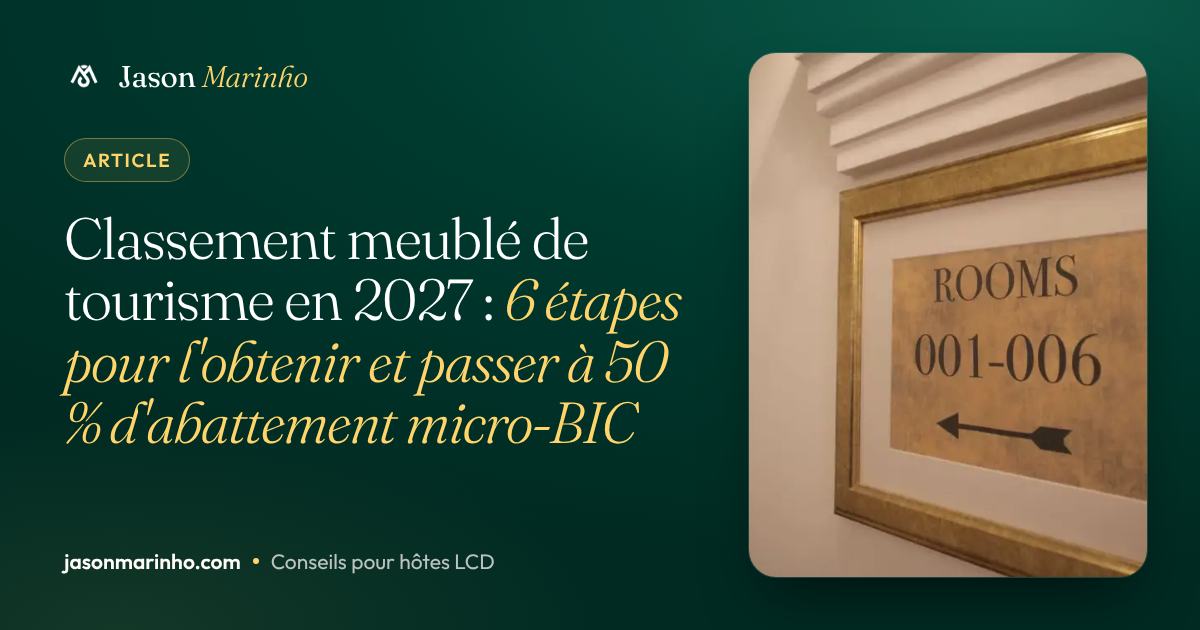 Jason Marinho
ARTICLE
Classement meublé de
tourisme en 2027 : 6 étapes
pour l'obtenir et passer à 50
% d'abattement micro-BIC
jasonmarinho.com • Conseils pour hôtes LCD
ROOMS
001-006